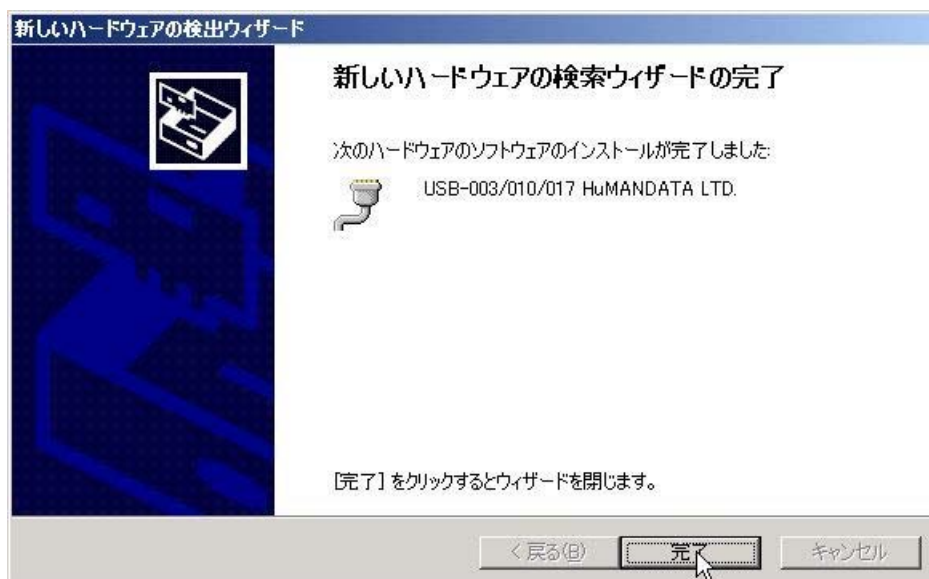 新しいハードウェアの検出ウィザード
新しいハードウェアの検索ウィザードの完了
次のハードウェアのソフトウェアのインストールが完了しました:
USB-003/010/017 HuMANDATA LTD.
[完了] をクリックするとウィザードを閉じます。
< 戻る(B)
完了
キャンセル